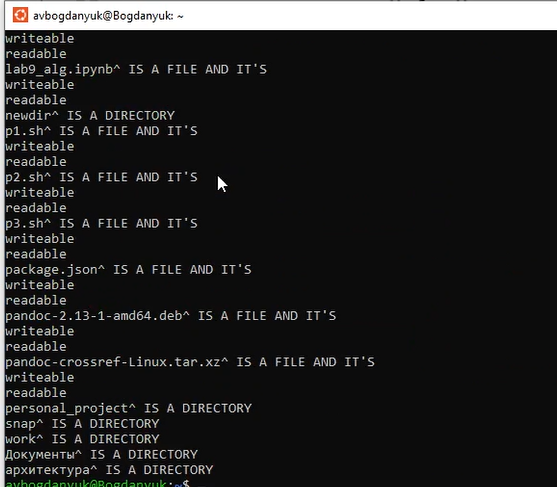 avbogdanyuk@Bogdanyuk: ~
writeable
readable
lab9_alg.ipynb^ IS A FILE AND IT'S
writeable
readable
newdir^ IS A DIRECTORY
p1.sh^ IS A FILE AND IT'S
writeable
readable
p2.sh^ IS A FILE AND IT'S
writeable
readable
p3.sh^ IS A FILE AND IT'S
writeable
readable
package.json^ IS A FILE AND IT'S
writeable
readable
pandoc-2.13-1-amd64.deb^ IS A FILE AND IT'S
writeable
readable
pandoc-crossref-Linux.tar.xz^ IS A FILE AND IT'S
writeable
readable
personal_project^ IS A DIRECTORY
snap^ IS A DIRECTORY
work^ IS A DIRECTORY
Документы^ IS A DIRECTORY
архитектура^ IS A DIRECTORY
avbogdanyuk@Bogdanyuk:~$